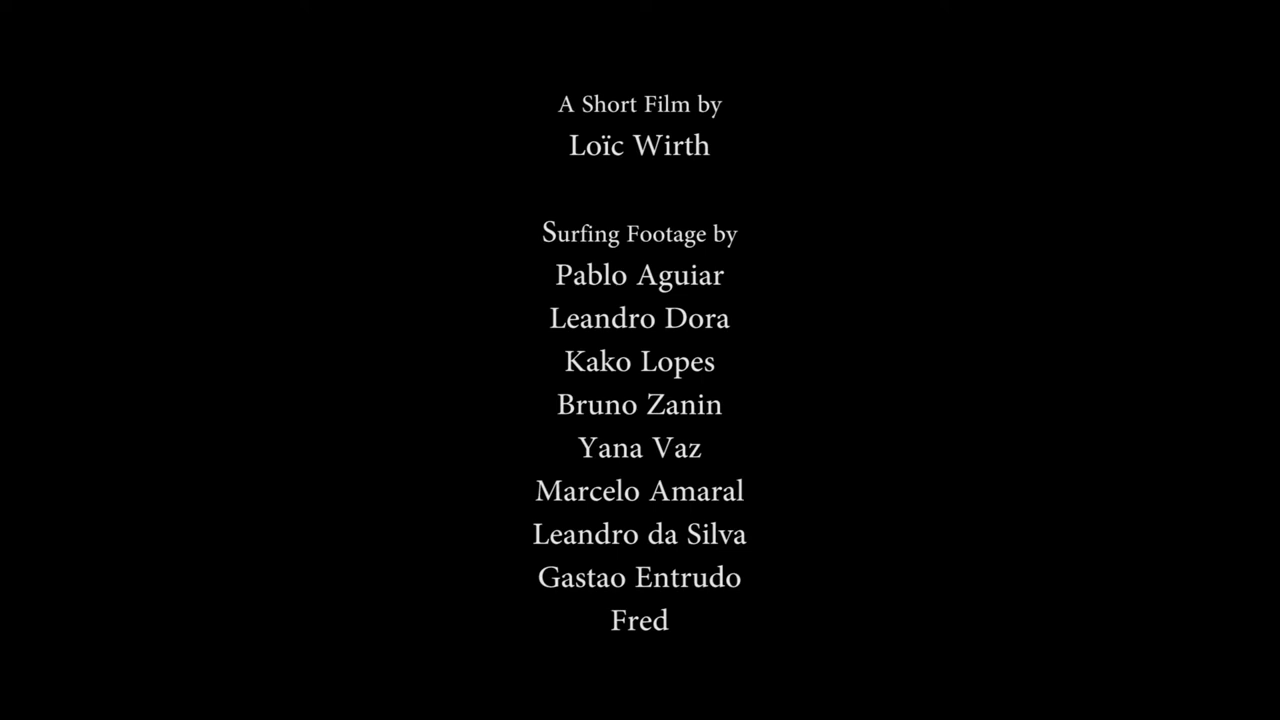 A Short Film by
Loïc Wirth
Surfing Footage by
Pablo Aguiar
Leandro Dora
Kako Lopes
Bruno Zanin
Yana Vaz
Marcelo Amaral
Leandro da Silva
Gastao Entrudo
Fred